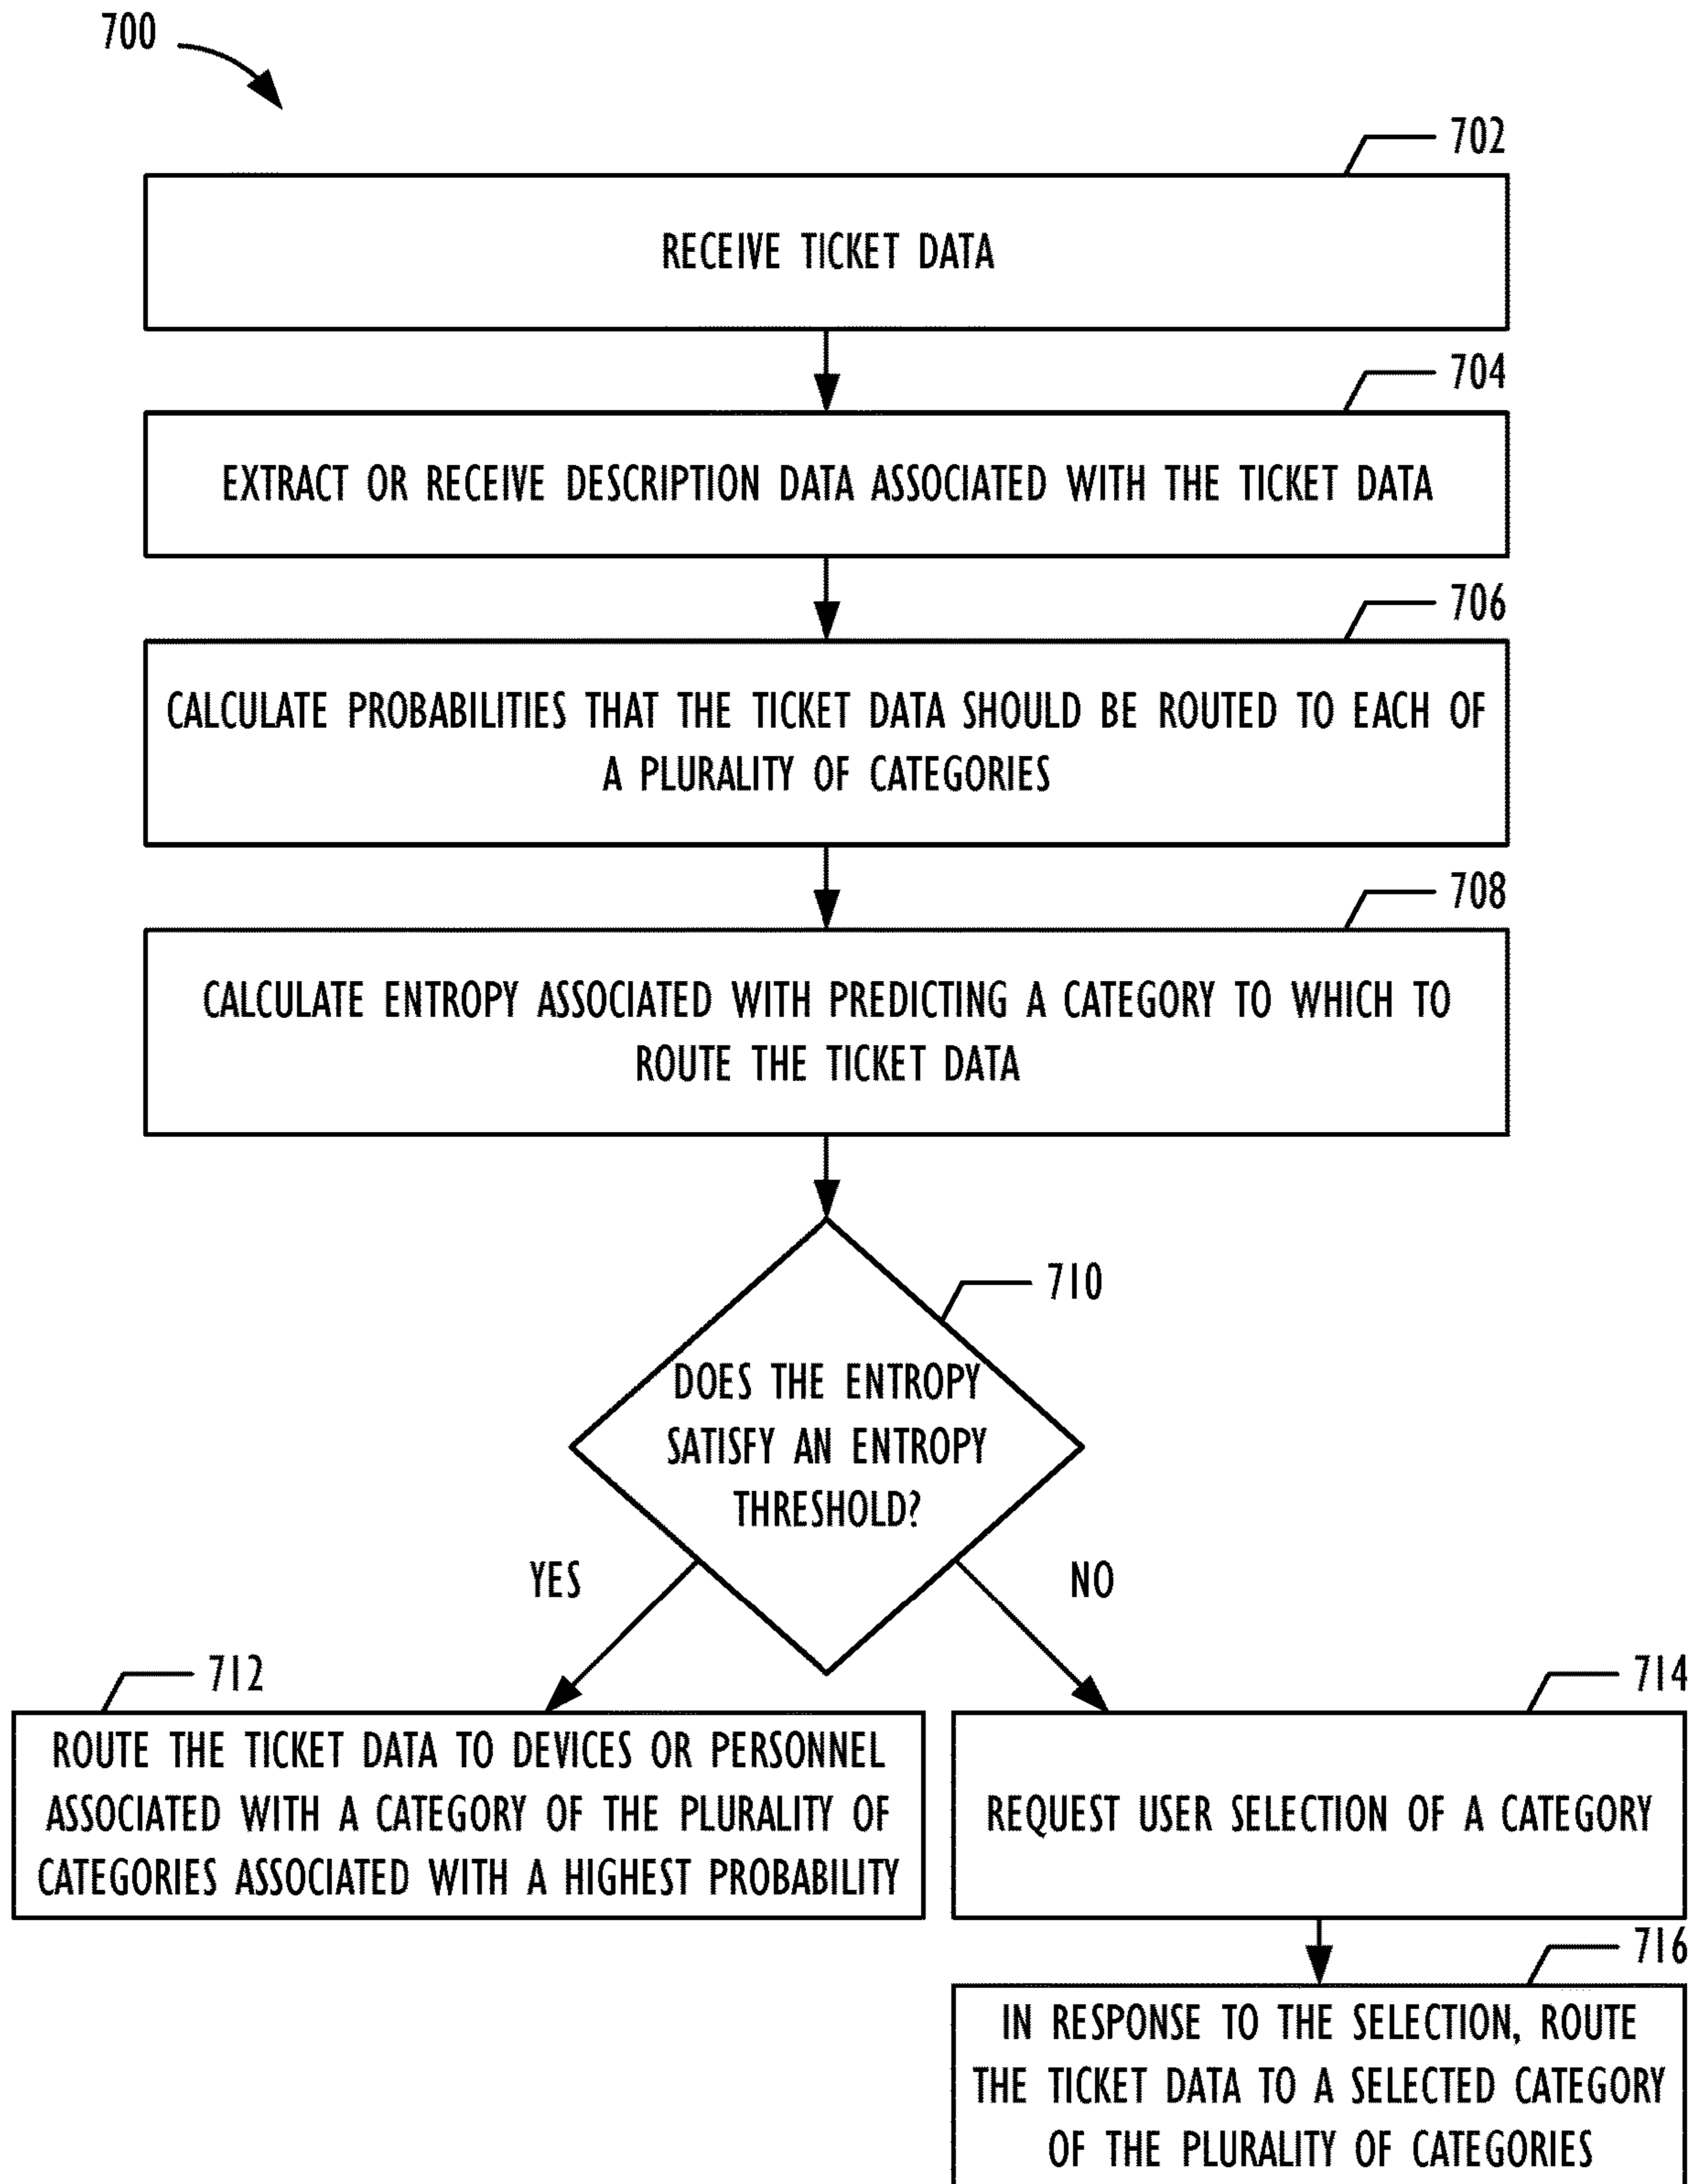 700
702
RECEIVE TICKET DATA
704
EXTRACT OR RECEIVE DESCRIPTION DATA ASSOCIATED WITH THE TICKET DATA
706
CALCULATE PROBABILITIES THAT THE TICKET DATA SHOULD BE ROUTED TO EACH OF
A PLURALITY OF CATEGORIES
708
CALCULATE ENTROPY ASSOCIATED WITH PREDICTING A CATEGORY TO WHICH TO
ROUTE THE TICKET DATA
710
DOES THE ENTROPY
SATISFY AN ENTROPY
THRESHOLD?
YES
NO
712
ROUTE THE TICKET DATA TO DEVICES OR PERSONNEL
ASSOCIATED WITH A CATEGORY OF THE PLURALITY OF
CATEGORIES ASSOCIATED WITH A HIGHEST PROBABILITY
714
REQUEST USER SELECTION OF A CATEGORY
716
IN RESPONSE TO THE SELECTION, ROUTE
THE TICKET DATA TO A SELECTED CATEGORY
OF THE PLURALITY OF CATEGORIES